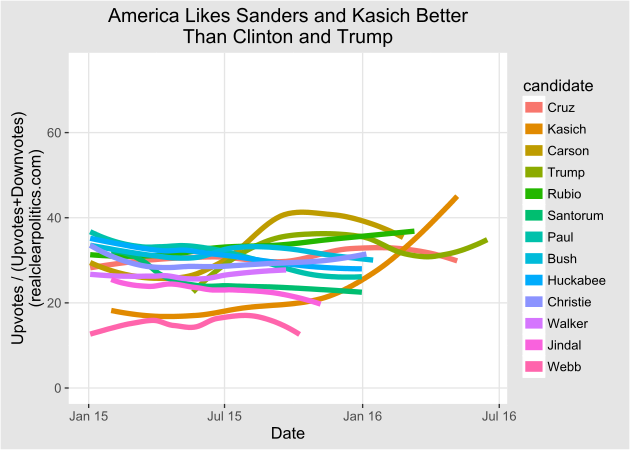 America Likes Sanders and Kasich Better
Than Clinton and Trump
Upvotes / (Upvotes+Downvotes)
(realclearpolitics.com)
60
40
20
0
Jan 15
Jul 15
Jan 16
Jul 16
Date
candidate
Cruz
Kasich
Carson
Trump
Rubio
Santorum
Paul
Bush
Huckabee
Christie
Walker
Jindal
Webb